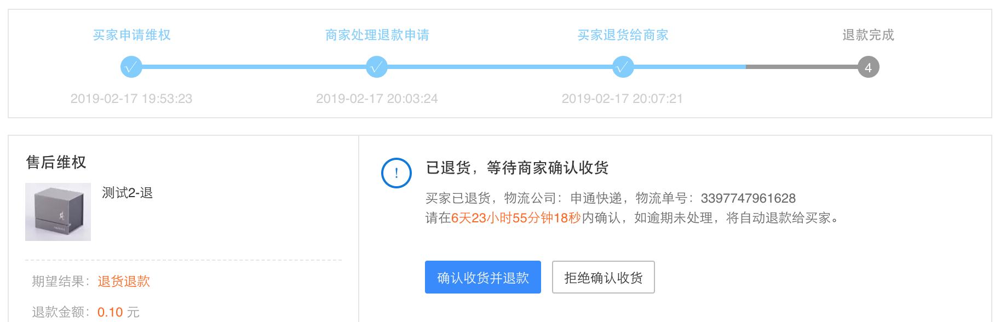 买家申请维权
商家处理退款申请
买家退货给商家
退款完成
√
√
√
4
2019-02-17 19:53:23
2019-02-17 20:03:24
2019-02-17 20:07:21
售后维权
测试2-退
期望结果：退货退款
退款金额：0.10 元
!
已退货，等待商家确认收货
买家已退货，物流公司：申通快递，物流单号：3397747961628
请在6天23小时55分钟18秒内确认，如逾期未处理，将自动退款给买家。
确认收货并退款
拒绝确认收货